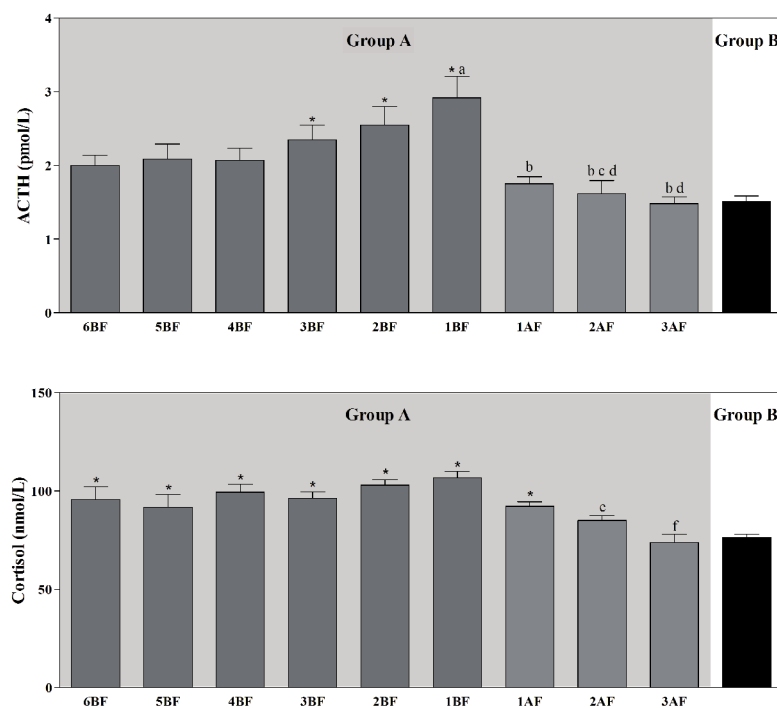 4
Group A
Group B
* a
3
*
*
ACTH (pmol/L)
2
b
b c d
b d
1
0
6BF 5BF 4BF 3BF 2BF 1BF 1AF 2AF 3AF
150
Group A
Group B
* * * * * * *
100
e
f
Cortisol (nmol/L)
50
0
6BF 5BF 4BF 3BF 2BF 1BF 1AF 2AF 3AF